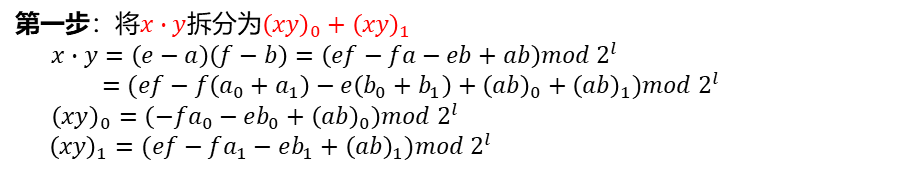 第一步：将x · y拆分为(xy)₀ + (xy)₁
x · y = (e − a)(f − b) = (ef − fa − eb + ab)mod 2ˡ
= (ef − f(a₀ + a₁) − e(b₀ + b₁) + (ab)₀ + (ab)₁)mod 2ˡ
(xy)₀ = (−fa₀ − eb₀ + (ab)₀)mod 2ˡ
(xy)₁ = (ef − fa₁ − eb₁ + (ab)₁)mod 2ˡ